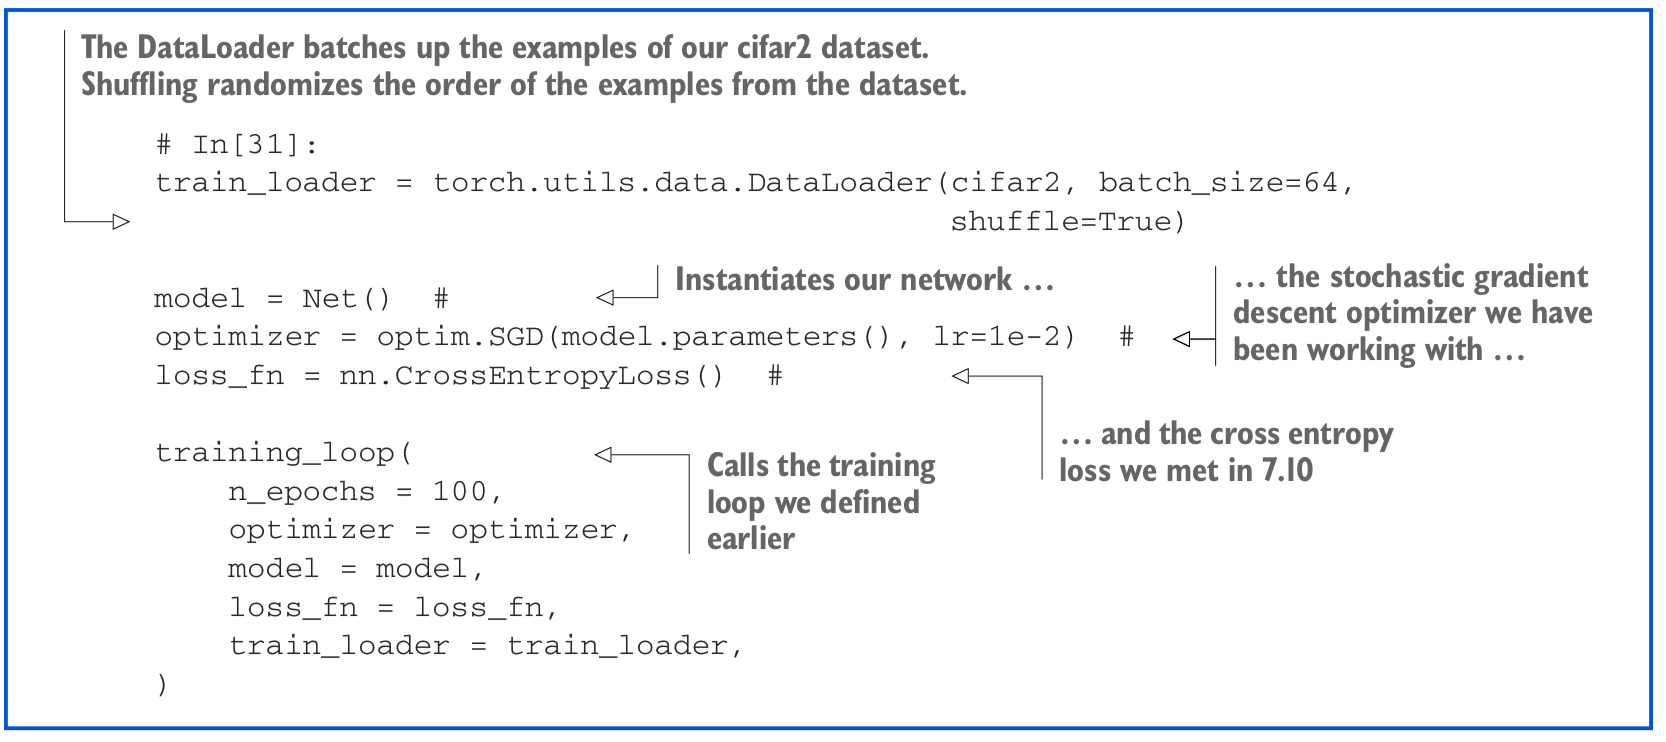 The DataLoader batches up the examples of our cifar2 dataset.
Shuffling randomizes the order of the examples from the dataset.
# In[31]:
train_loader = torch.utils.data.DataLoader(cifar2, batch_size=64,
shuffle=True)
Instantiates our network …
model = Net()  #
… the stochastic gradient
descent optimizer we have
been working with …
optimizer = optim.SGD(model.parameters(), lr=1e-2)  #
loss_fn = nn.CrossEntropyLoss()  #
… and the cross entropy
loss we met in 7.10
training_loop(
Calls the training
loop we defined
earlier
n_epochs = 100,
optimizer = optimizer,
model = model,
loss_fn = loss_fn,
train_loader = train_loader,
)